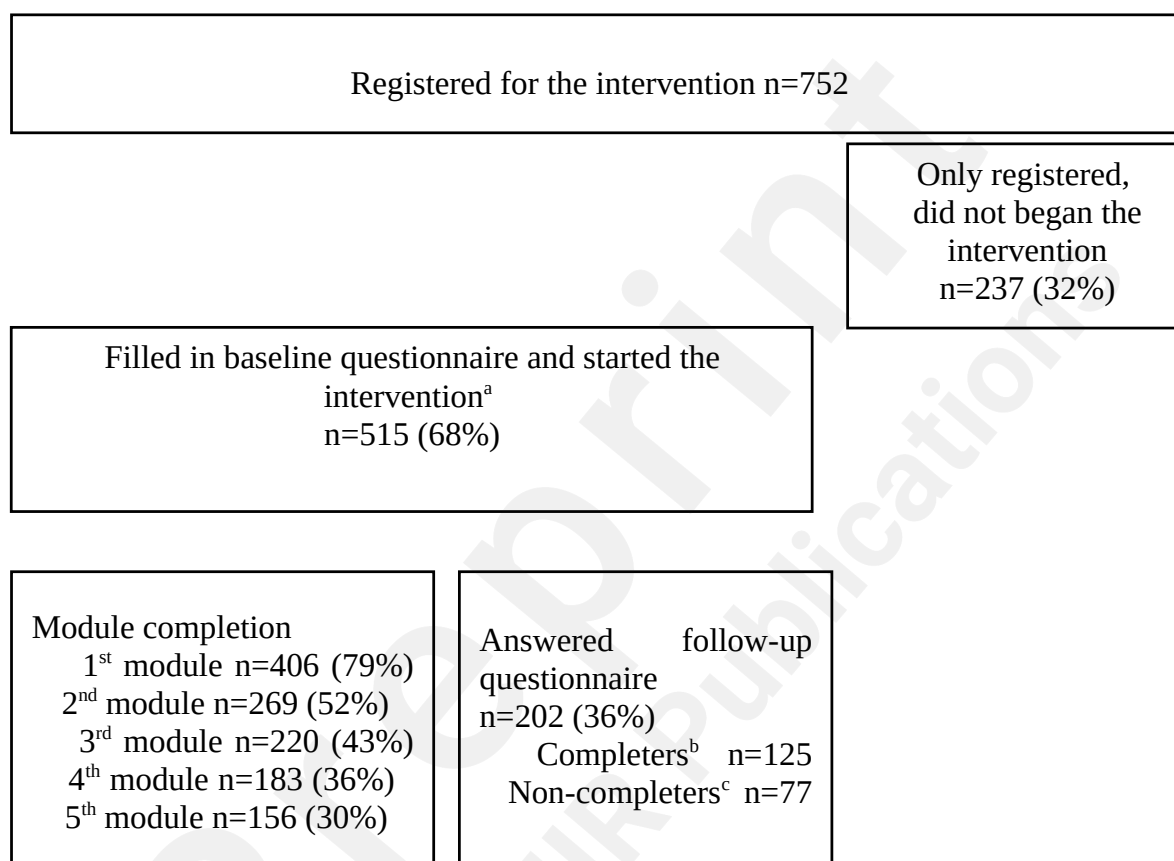 Registered for the intervention n=752
Only registered,
did not began the
intervention
n=237 (32%)
Filled in baseline questionnaire and started the
interventionᵃ
n=515 (68%)
Module completion
1ˢᵗ module n=406 (79%)
2ⁿᵈ module n=269 (52%)
3ʳᵈ module n=220 (43%)
4ᵗʰ module n=183 (36%)
5ᵗʰ module n=156 (30%)
Answered follow-up
questionnaire
n=202 (36%)
Completersᵇ n=125
Non-completersᶜ n=77
Preprint
JMIR Publications